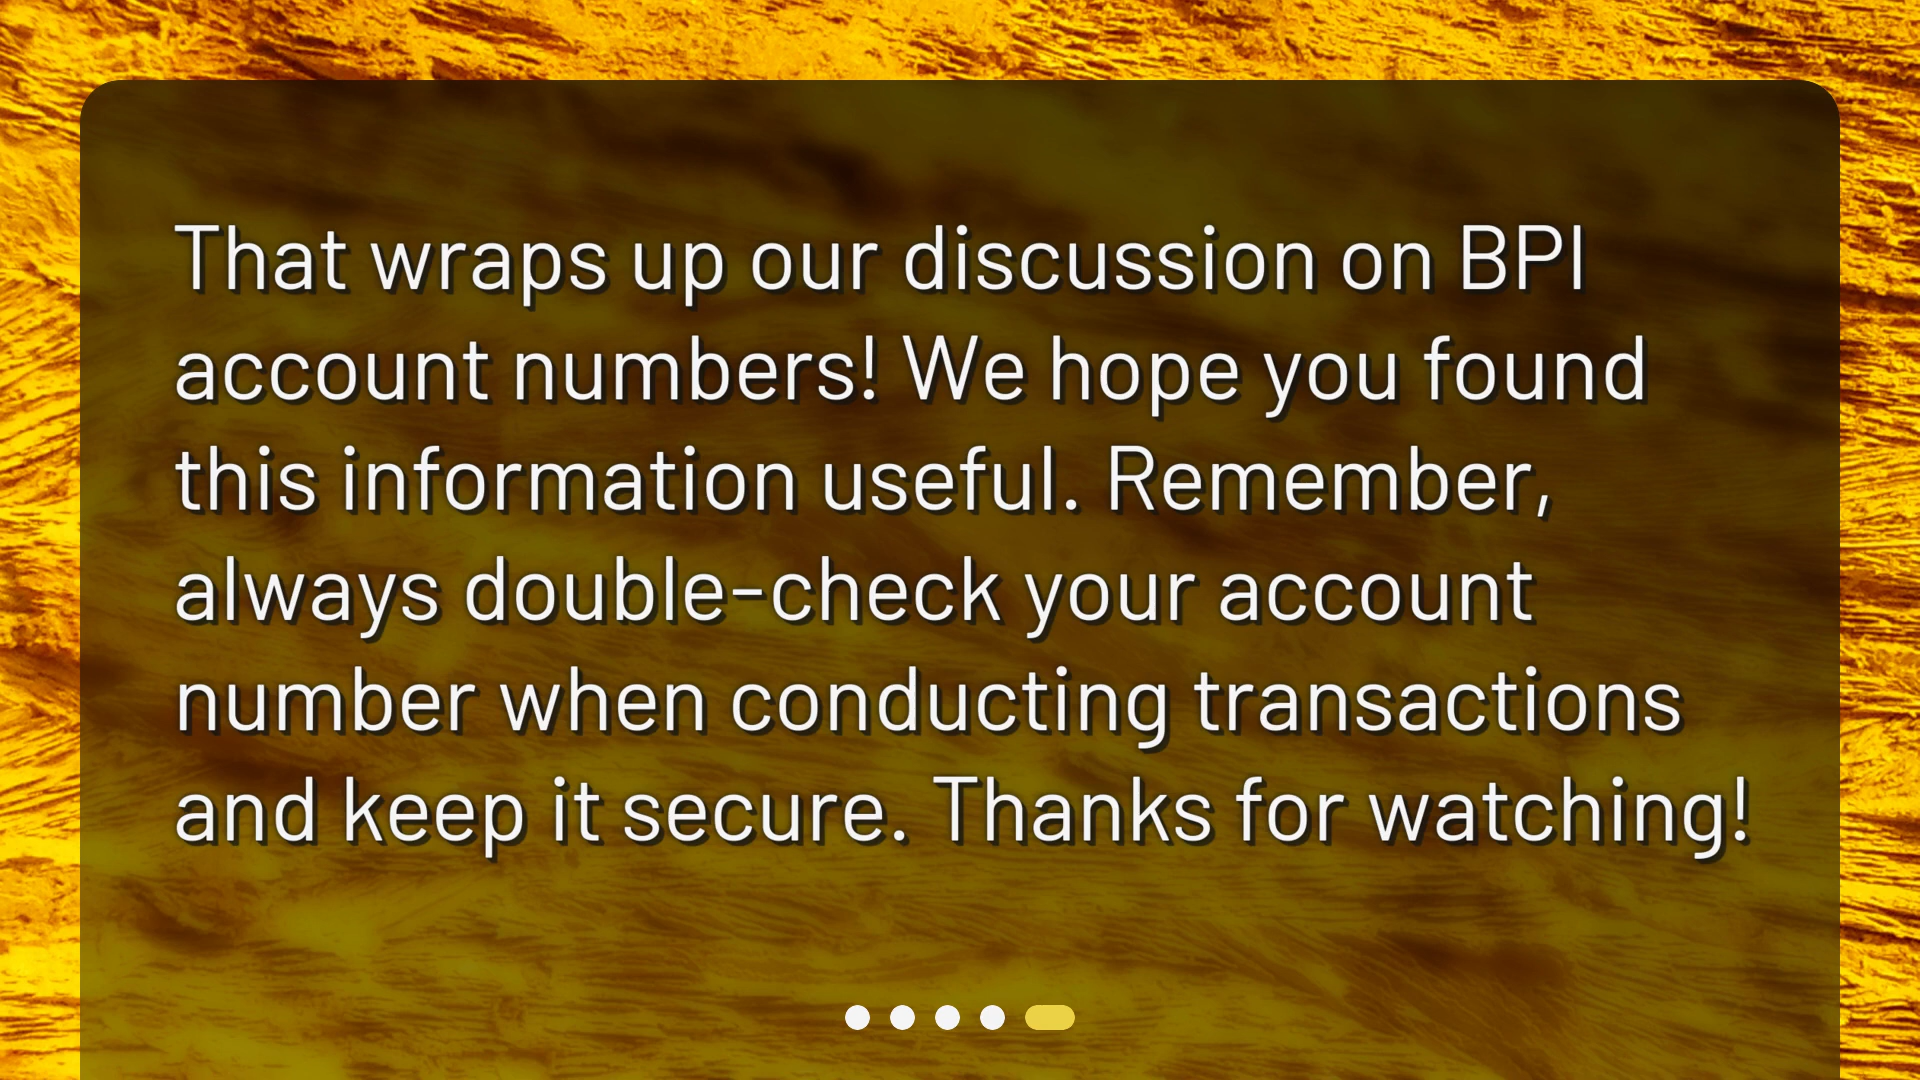 That wraps up our discussion on BPI
account numbers! We hope you found
this information useful. Remember,
always double-check your account
number when conducting transactions
and keep it secure. Thanks for watching!